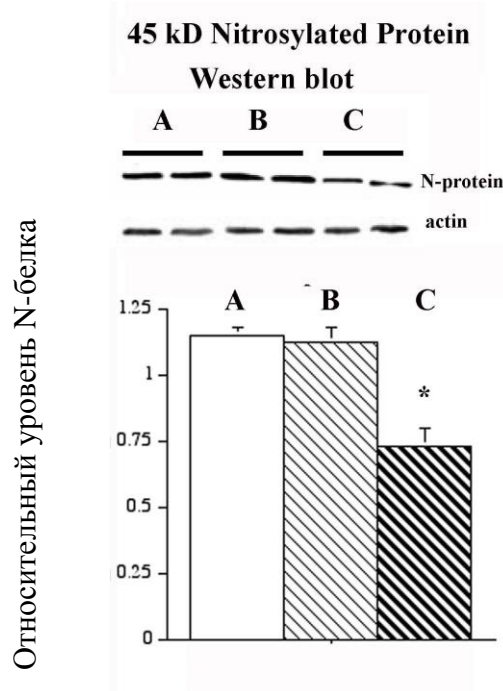 45 kD Nitrosylated Protein
Western blot
A B C
N-protein
actin
Относительный уровень N-белка
A B C
*
1.25
1
0.75
0.5
0.25
0